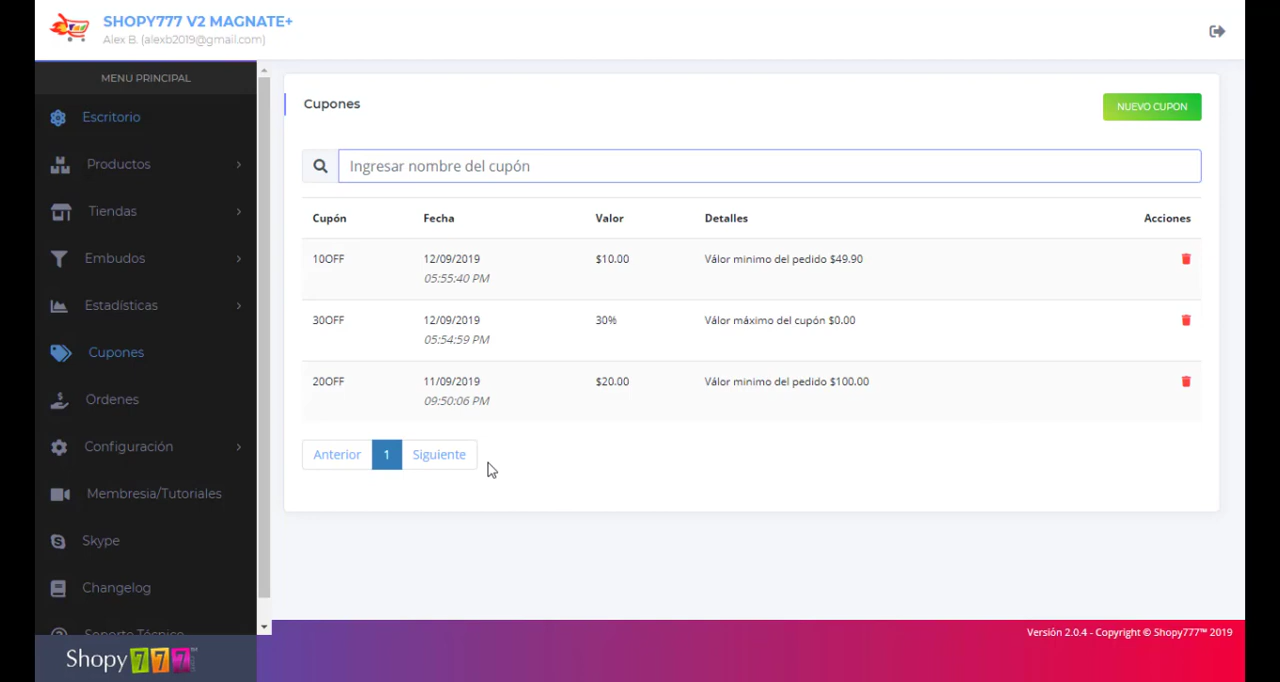 SHOPY777 V2 MAGNATE+
Alex B. (alexb2019@gmail.com)
MENU PRINCIPAL
Escritorio
Productos
Tiendas
Embudos
Estadísticas
Cupones
Ordenes
Configuración
Membresia/Tutoriales
Skype
Changelog
Soporte Técnico
Shopy777
Cupones
NUEVO CUPON
Ingresar nombre del cupón
Cupón Fecha Valor Detalles Acciones
10OFF 12/09/2019 $10.00 Válor minimo del pedido $49.90
05:55:40 PM
30OFF 12/09/2019 30% Válor máximo del cupón $0.00
05:54:59 PM
20OFF 11/09/2019 $20.00 Válor minimo del pedido $100.00
09:50:06 PM
Anterior 1 Siguiente
Versión 2.0.4 - Copyright © Shopy777™ 2019